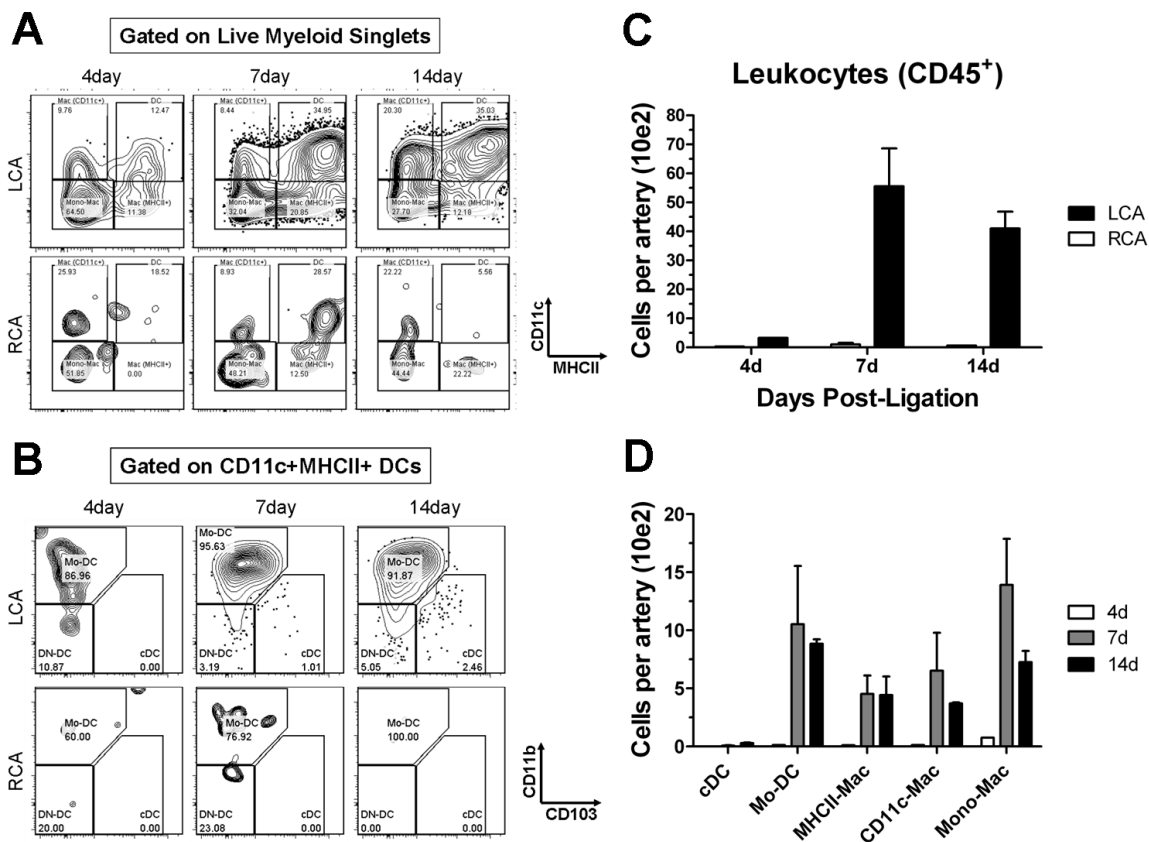 A
Gated on Live Myeloid Singlets
4day 7day 14day
LCA
Mac (CD11c+) DC
9.76 12.47
Mono-Mac Mac (MHCII+)
64.50 11.38
Mac (CD11c+) DC
8.44 34.95
Mono-Mac Mac (MHCII+)
32.04 20.85
Mac (CD11c+) DC
20.30 35.03
Mono-Mac Mac (MHCII+)
27.70 12.18
RCA
Mac (CD11c+) DC
25.93 18.52
Mono-Mac Mac (MHCII+)
51.85 0.00
Mac (CD11c+) DC
8.93 28.57
Mono-Mac Mac (MHCII+)
48.21 12.50
Mac (CD11c+) DC
22.22 5.56
Mono-Mac Mac (MHCII+)
44.44 22.22
CD11c
MHCII
B
Gated on CD11c+MHCII+ DCs
4day 7day 14day
LCA
Mo-DC
86.96
DN-DC cDC
10.87 0.00
Mo-DC
95.63
DN-DC cDC
3.19 1.01
Mo-DC
91.87
DN-DC cDC
5.05 2.46
RCA
Mo-DC
60.00
DN-DC cDC
20.00 0.00
Mo-DC
76.92
DN-DC cDC
23.08 0.00
Mo-DC
100.00
DN-DC cDC
0.00 0.00
CD11b
CD103
C
Leukocytes (CD45+)
Cells per artery (10e2)
80
70
60
50
40
30
20
10
0
4d 7d 14d
Days Post-Ligation
LCA
RCA
D
Cells per artery (10e2)
20
15
10
5
0
cDC
Mo-DC
MHCII-Mac
CD11c-Mac
Mono-Mac
4d
7d
14d